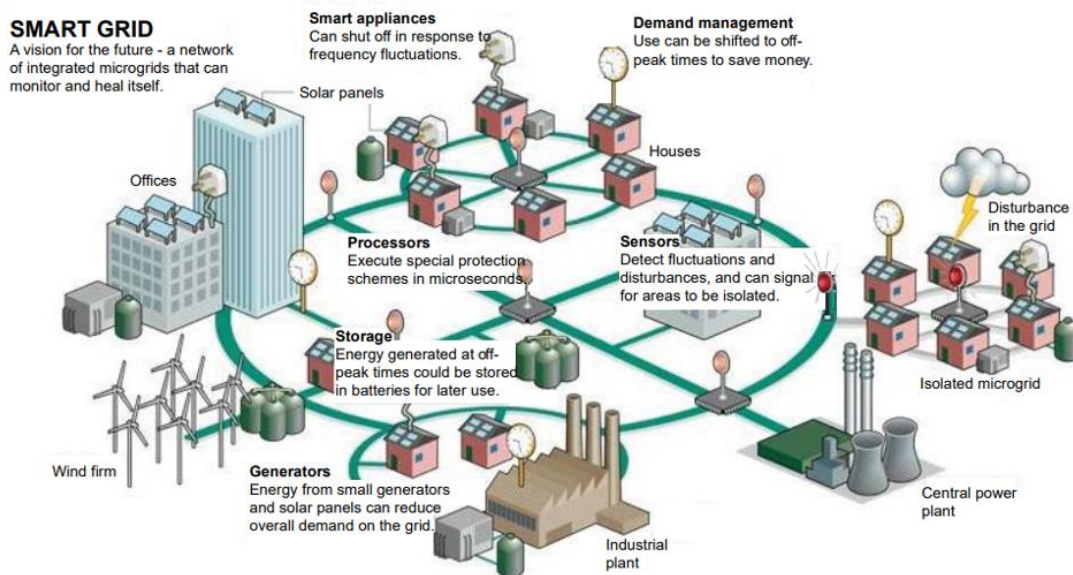 SMART GRID
A vision for the future - a network
of integrated microgrids that can
monitor and heal itself.
Smart appliances
Can shut off in response to
frequency fluctuations.
Demand management
Use can be shifted to off-
peak times to save money.
Solar panels
Houses
Offices
Disturbance
in the grid
Processors
Execute special protection
schemes in microseconds.
Sensors
Detect fluctuations and
disturbances, and can signal
for areas to be isolated.
Storage
Energy generated at off-
peak times could be stored
in batteries for later use.
Isolated microgrid
Wind firm
Generators
Energy from small generators
and solar panels can reduce
overall demand on the grid.
Industrial
plant
Central power
plant